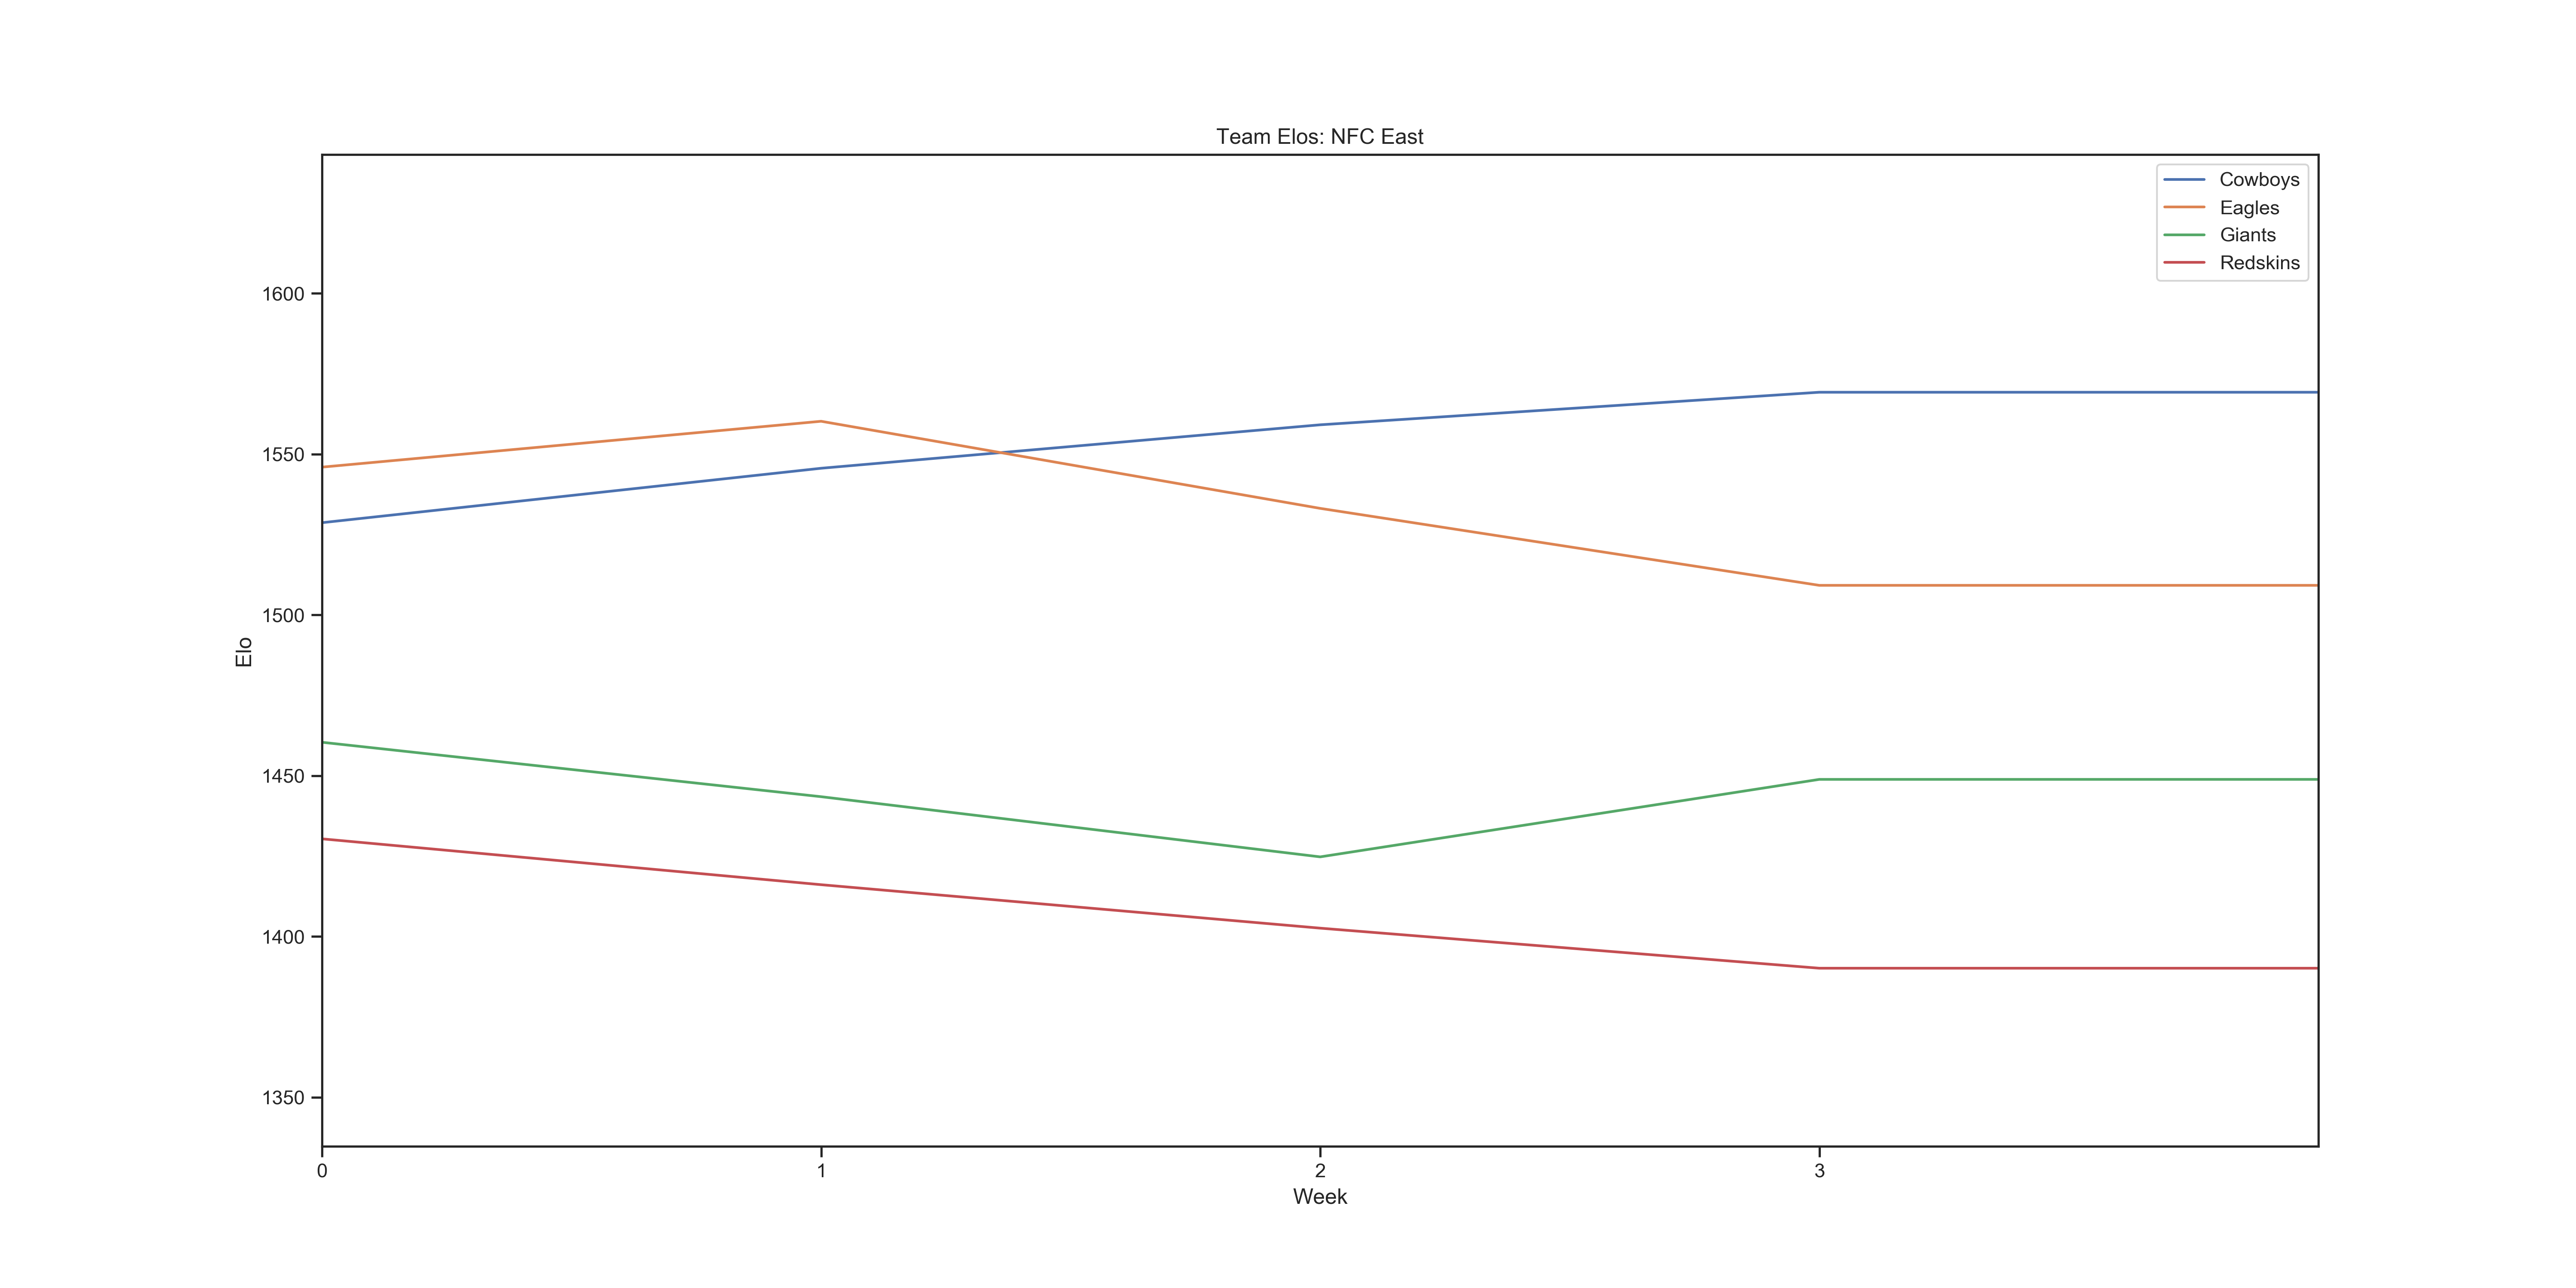 Team Elos: NFC East
Cowboys
Eagles
Giants
Redskins
1600
1550
1500
1450
1400
1350
Elo
0 1 2 3
Week